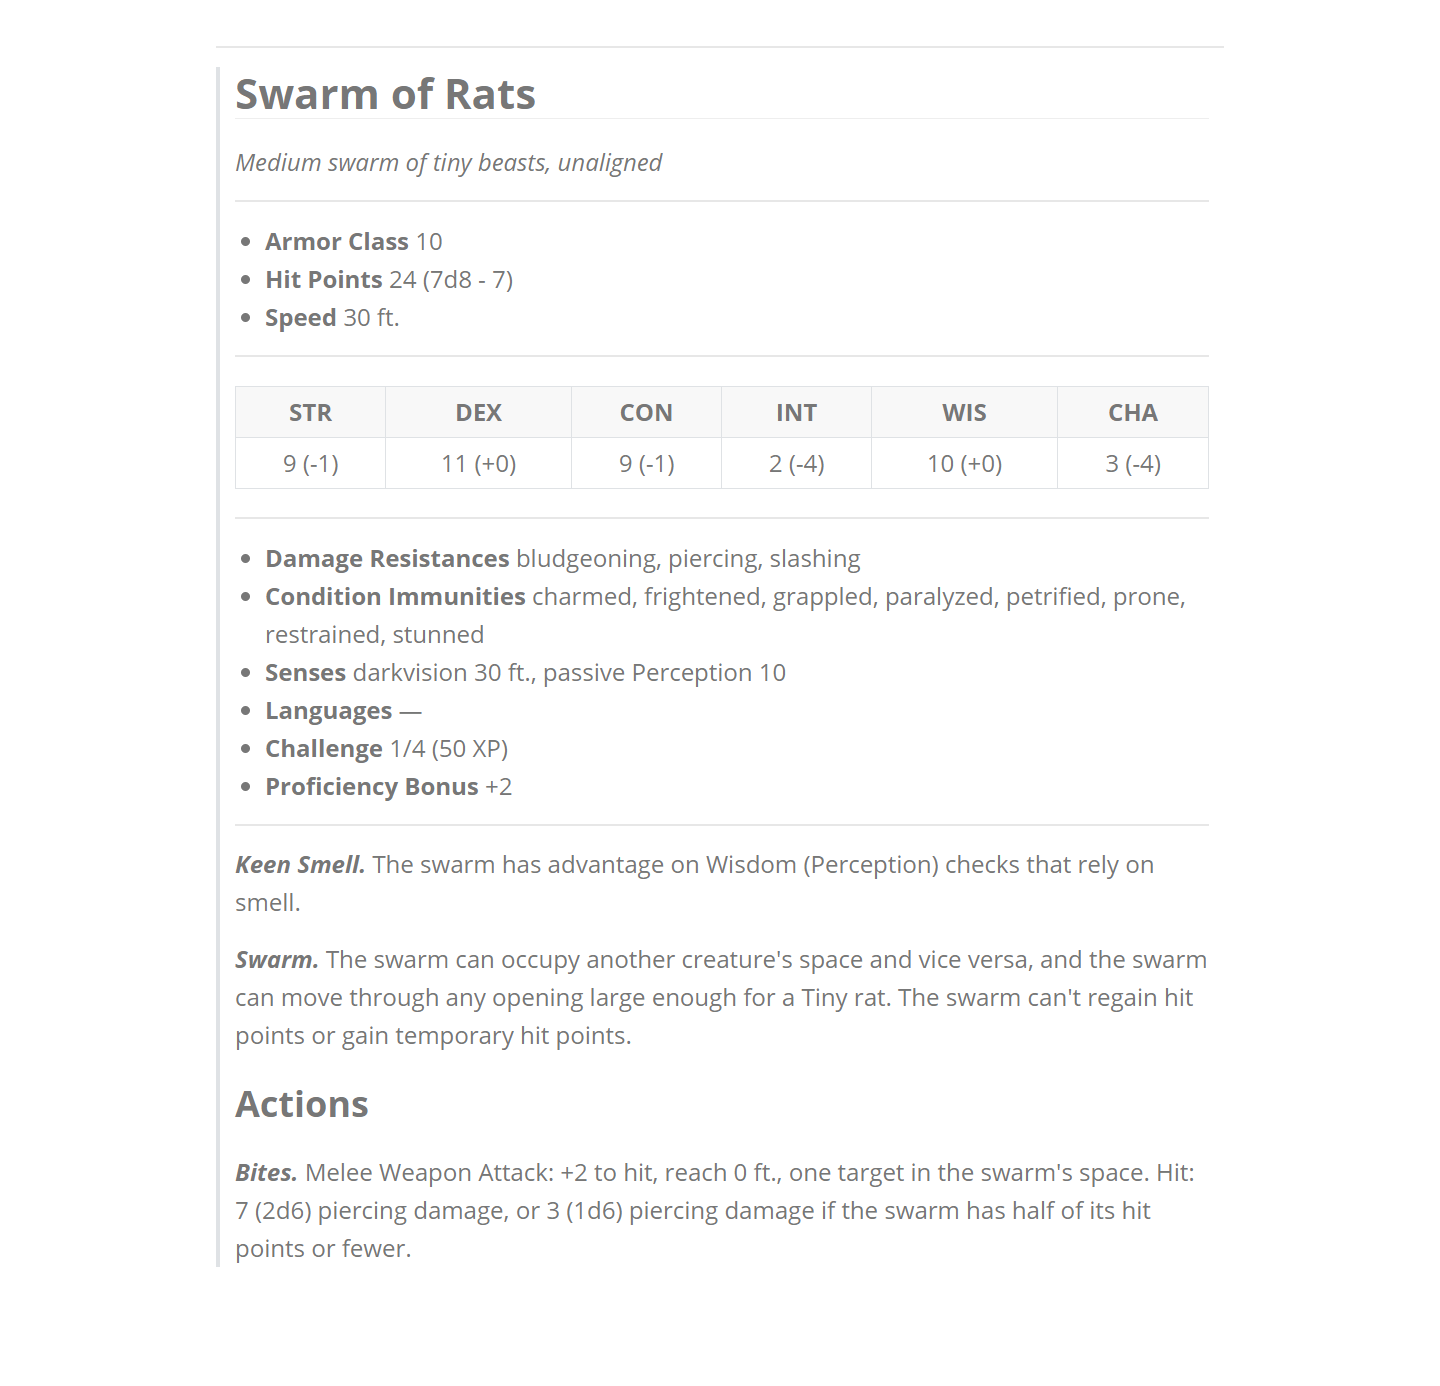 Swarm of Rats
Medium swarm of tiny beasts, unaligned
Armor Class 10
Hit Points 24 (7d8 - 7)
Speed 30 ft.
STR DEX CON INT WIS CHA
9 (-1) 11 (+0) 9 (-1) 2 (-4) 10 (+0) 3 (-4)
Damage Resistances bludgeoning, piercing, slashing
Condition Immunities charmed, frightened, grappled, paralyzed, petrified, prone,
restrained, stunned
Senses darkvision 30 ft., passive Perception 10
Languages —
Challenge 1/4 (50 XP)
Proficiency Bonus +2
Keen Smell. The swarm has advantage on Wisdom (Perception) checks that rely on
smell.
Swarm. The swarm can occupy another creature's space and vice versa, and the swarm
can move through any opening large enough for a Tiny rat. The swarm can't regain hit
points or gain temporary hit points.
Actions
Bites. Melee Weapon Attack: +2 to hit, reach 0 ft., one target in the swarm's space. Hit:
7 (2d6) piercing damage, or 3 (1d6) piercing damage if the swarm has half of its hit
points or fewer.